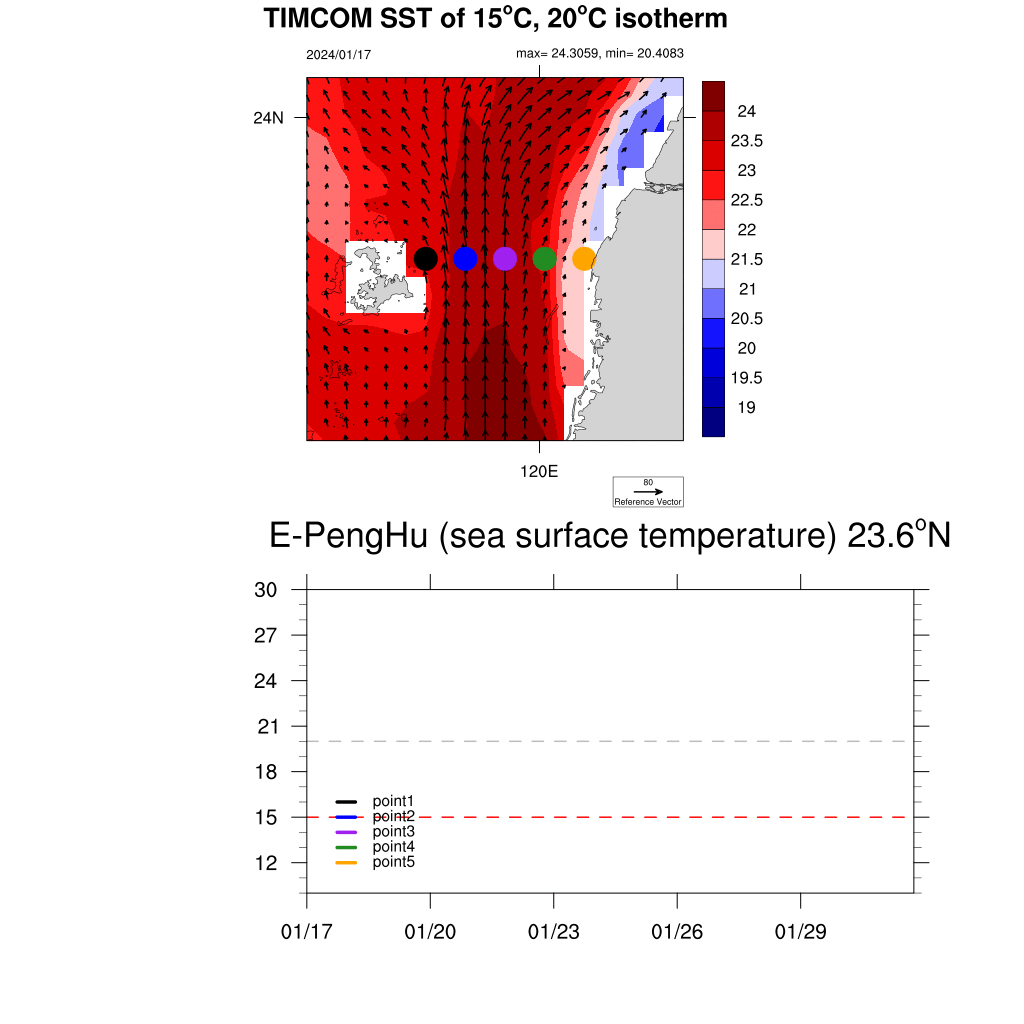 TIMCOM SST of 15°C, 20°C isotherm
2024/01/17
max= 24.3059, min= 20.4083
24N
24
23.5
23
22.5
22
21.5
21
20.5
20
19.5
19
120E
80
Reference Vector
E-PengHu (sea surface temperature) 23.6°N
30
27
24
21
18
15
12
point1
point2
point3
point4
point5
01/17 01/20 01/23 01/26 01/29